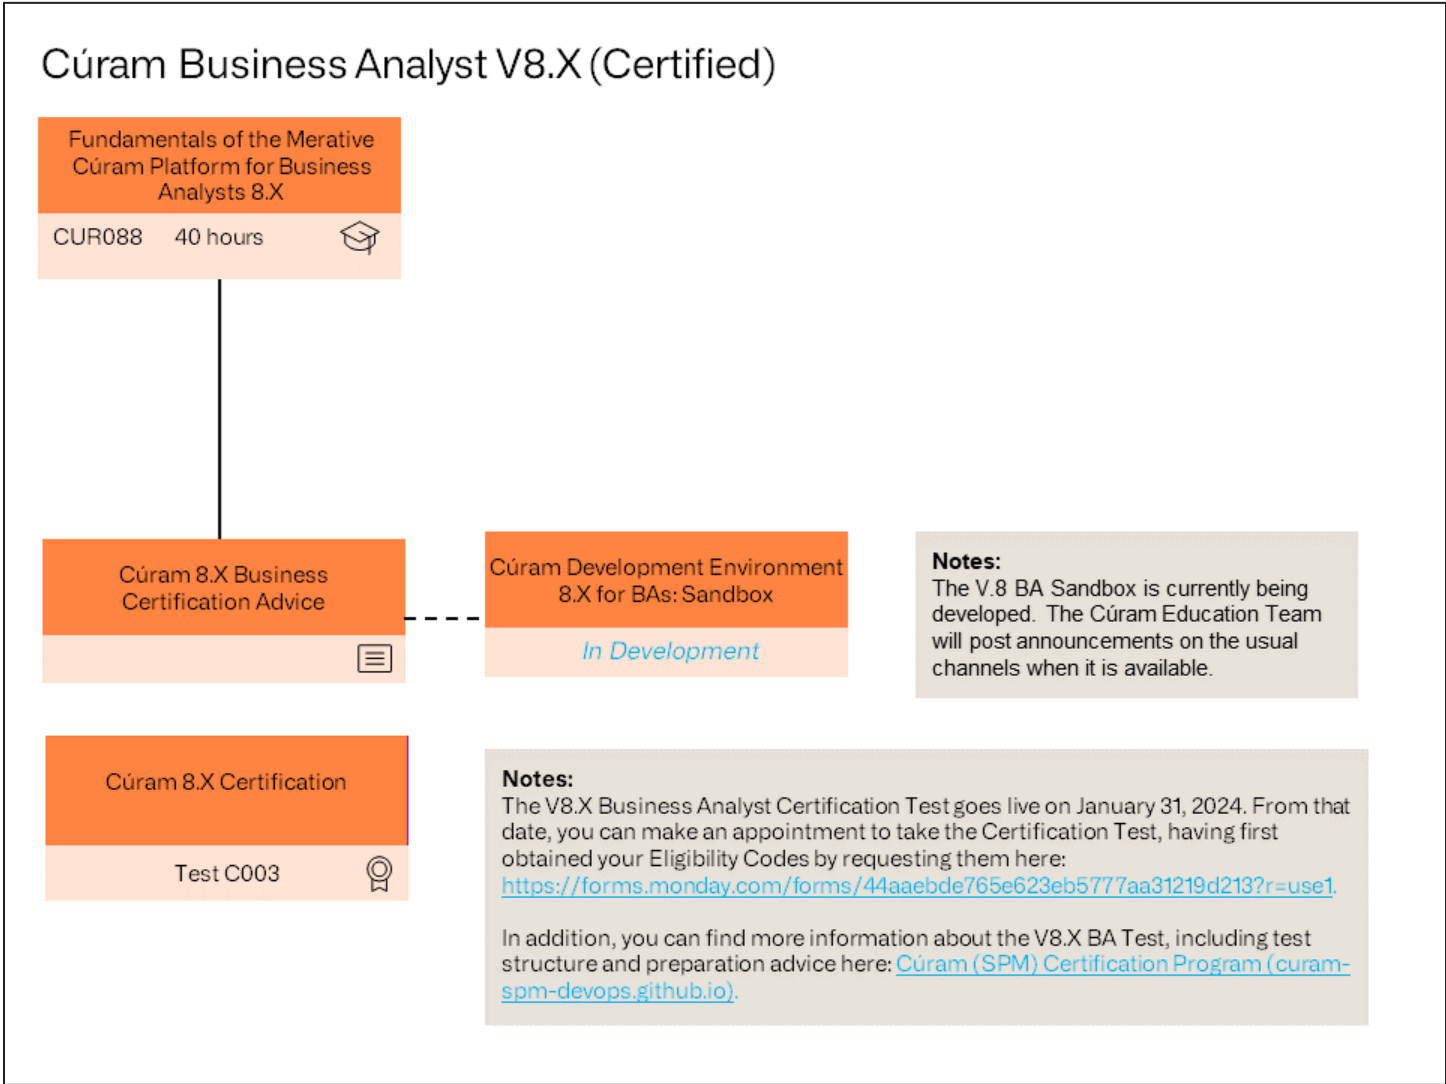 Cúram Business Analyst V8.X (Certified)
Fundamentals of the Merative
Cúram Platform for Business
Analysts 8.X
CUR088 40 hours
Cúram 8.X Business
Certification Advice
Cúram Development Environment
8.X for BAs: Sandbox
In Development
Notes:
The V.8 BA Sandbox is currently being
developed. The Cúram Education Team
will post announcements on the usual
channels when it is available.
Cúram 8.X Certification
Test C003
Notes:
The V8.X Business Analyst Certification Test goes live on January 31, 2024. From that
date, you can make an appointment to take the Certification Test, having first
obtained your Eligibility Codes by requesting them here:
https://forms.monday.com/forms/44aaebde765e623eb5777aa31219d213?r=use1.
In addition, you can find more information about the V8.X BA Test, including test
structure and preparation advice here: Cúram (SPM) Certification Program (curam-
spm-devops.github.io).